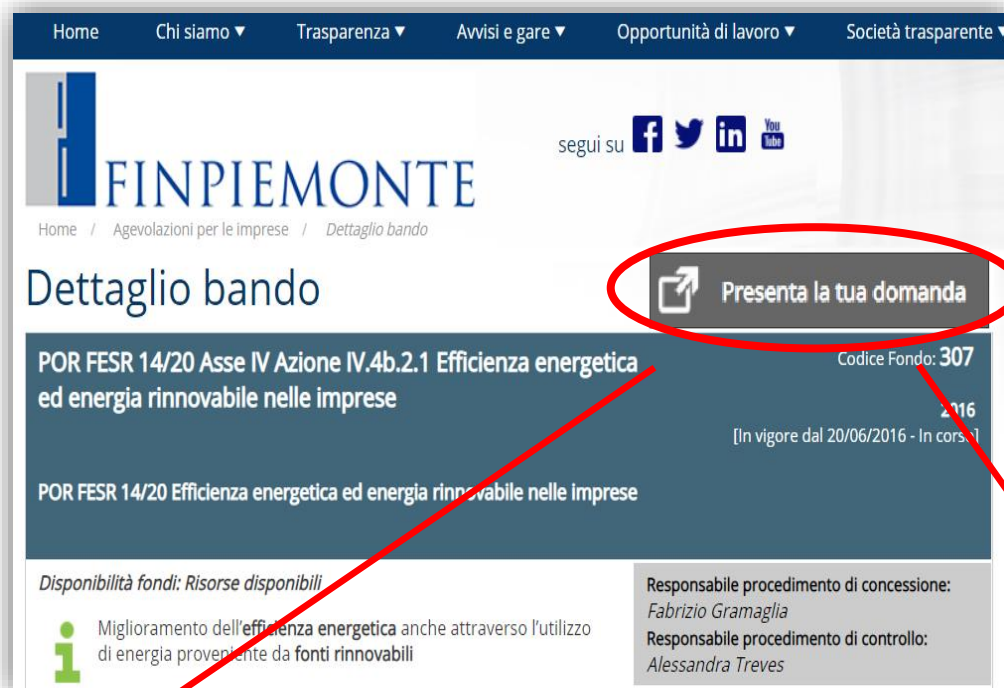 Home Chi siamo ▼ Trasparenza ▼ Avvisi e gare ▼ Opportunità di lavoro ▼ Società trasparente ▼
segui su f in You Tube
FINPIEMONTE
Home / Agevolazioni per le imprese / Dettaglio bando
Dettaglio bando
Presenta la tua domanda
POR FESR 14/20 Asse IV Azione IV.4b.2.1 Efficienza energetica
ed energia rinnovabile nelle imprese
Codice Fondo: 307
2016
[In vigore dal 20/06/2016 - In corso]
POR FESR 14/20 Efficienza energetica ed energia rinnovabile nelle imprese
Disponibilità fondi: Risorse disponibili
Miglioramento dell'efficienza energetica anche attraverso l'utilizzo
di energia proveniente da fonti rinnovabili
Responsabile procedimento di concessione:
Fabrizio Gramaglia
Responsabile procedimento di controllo:
Alessandra Treves